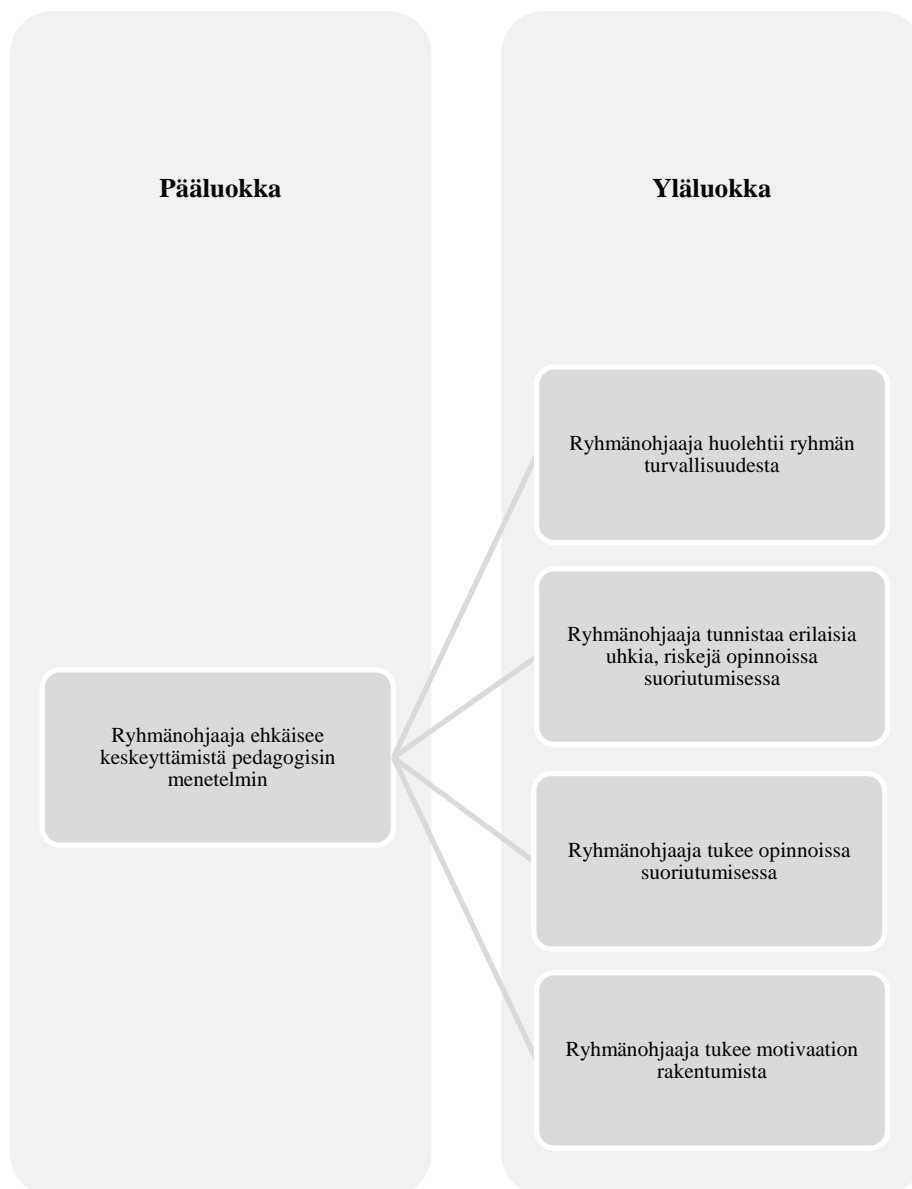 Pääluokka
Yläluokka
Ryhmänohjaaja ehkäisee
keskeyttämistä pedagogisin
menetelmin
Ryhmänohjaaja huolehtii ryhmän
turvallisuudesta
Ryhmänohjaaja tunnistaa erilaisia
uhkia, riskejä opinnoissa
suoriutumisessa
Ryhmänohjaaja tukee opinnoissa
suoriutumisessa
Ryhmänohjaaja tukee motivaation
rakentumista